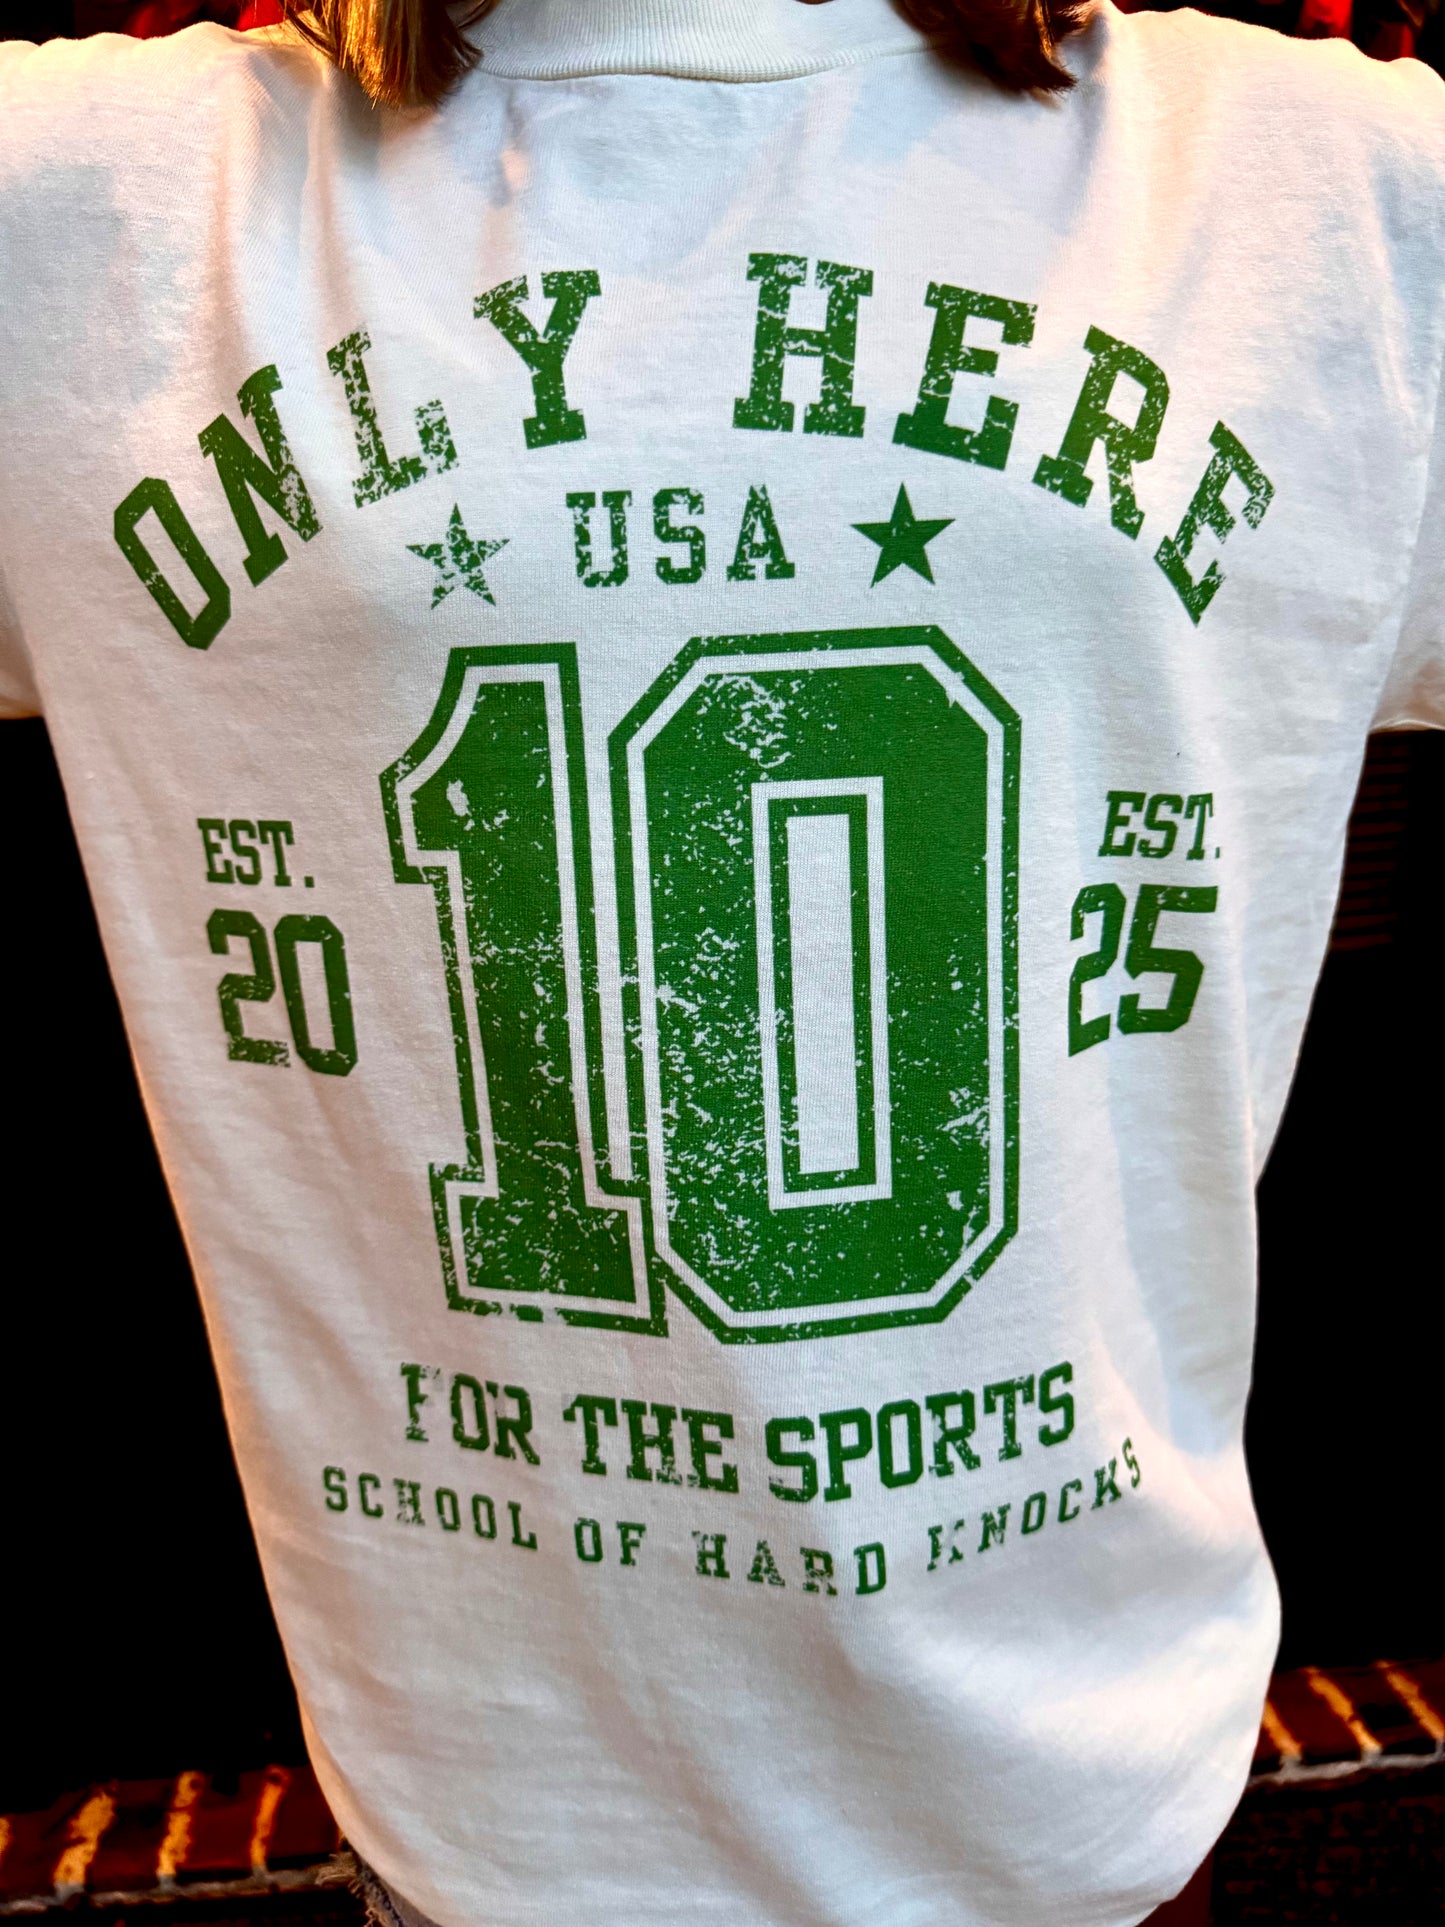 ONLY HERE
USA
10
EST. EST.
20 25
FOR THE SPORTS
SCHOOL OF HARD KNOCKS